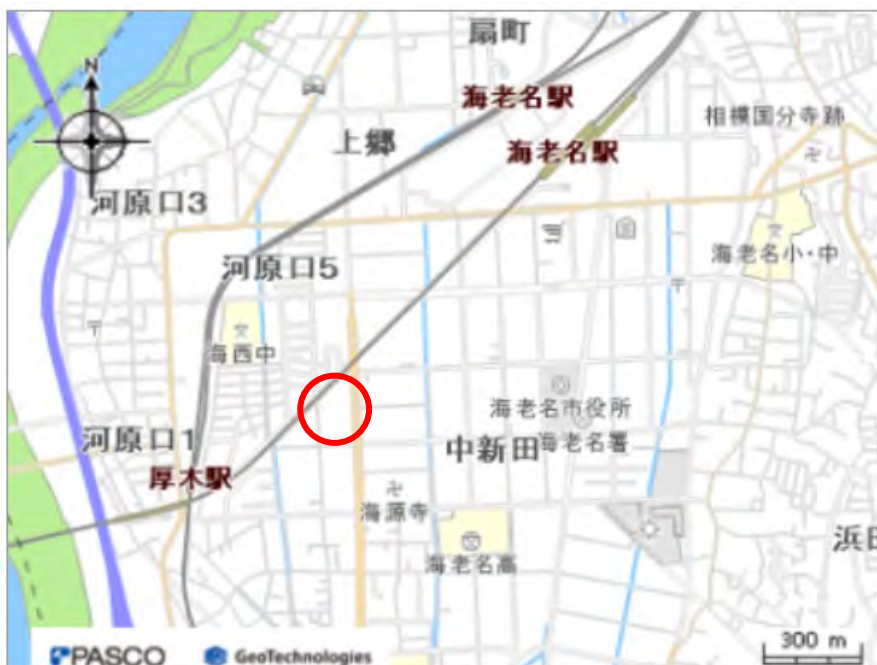 扇町
海老名駅
相模国分寺跡
上郷
海老名駅
N
河原口3
海老名小・中
河原口5
海西中
海老名市役所
河原口1
中新田
海老名署
厚木駅
海源寺
浜田
海老名高
300 m
PASCO
GeoTechnologies